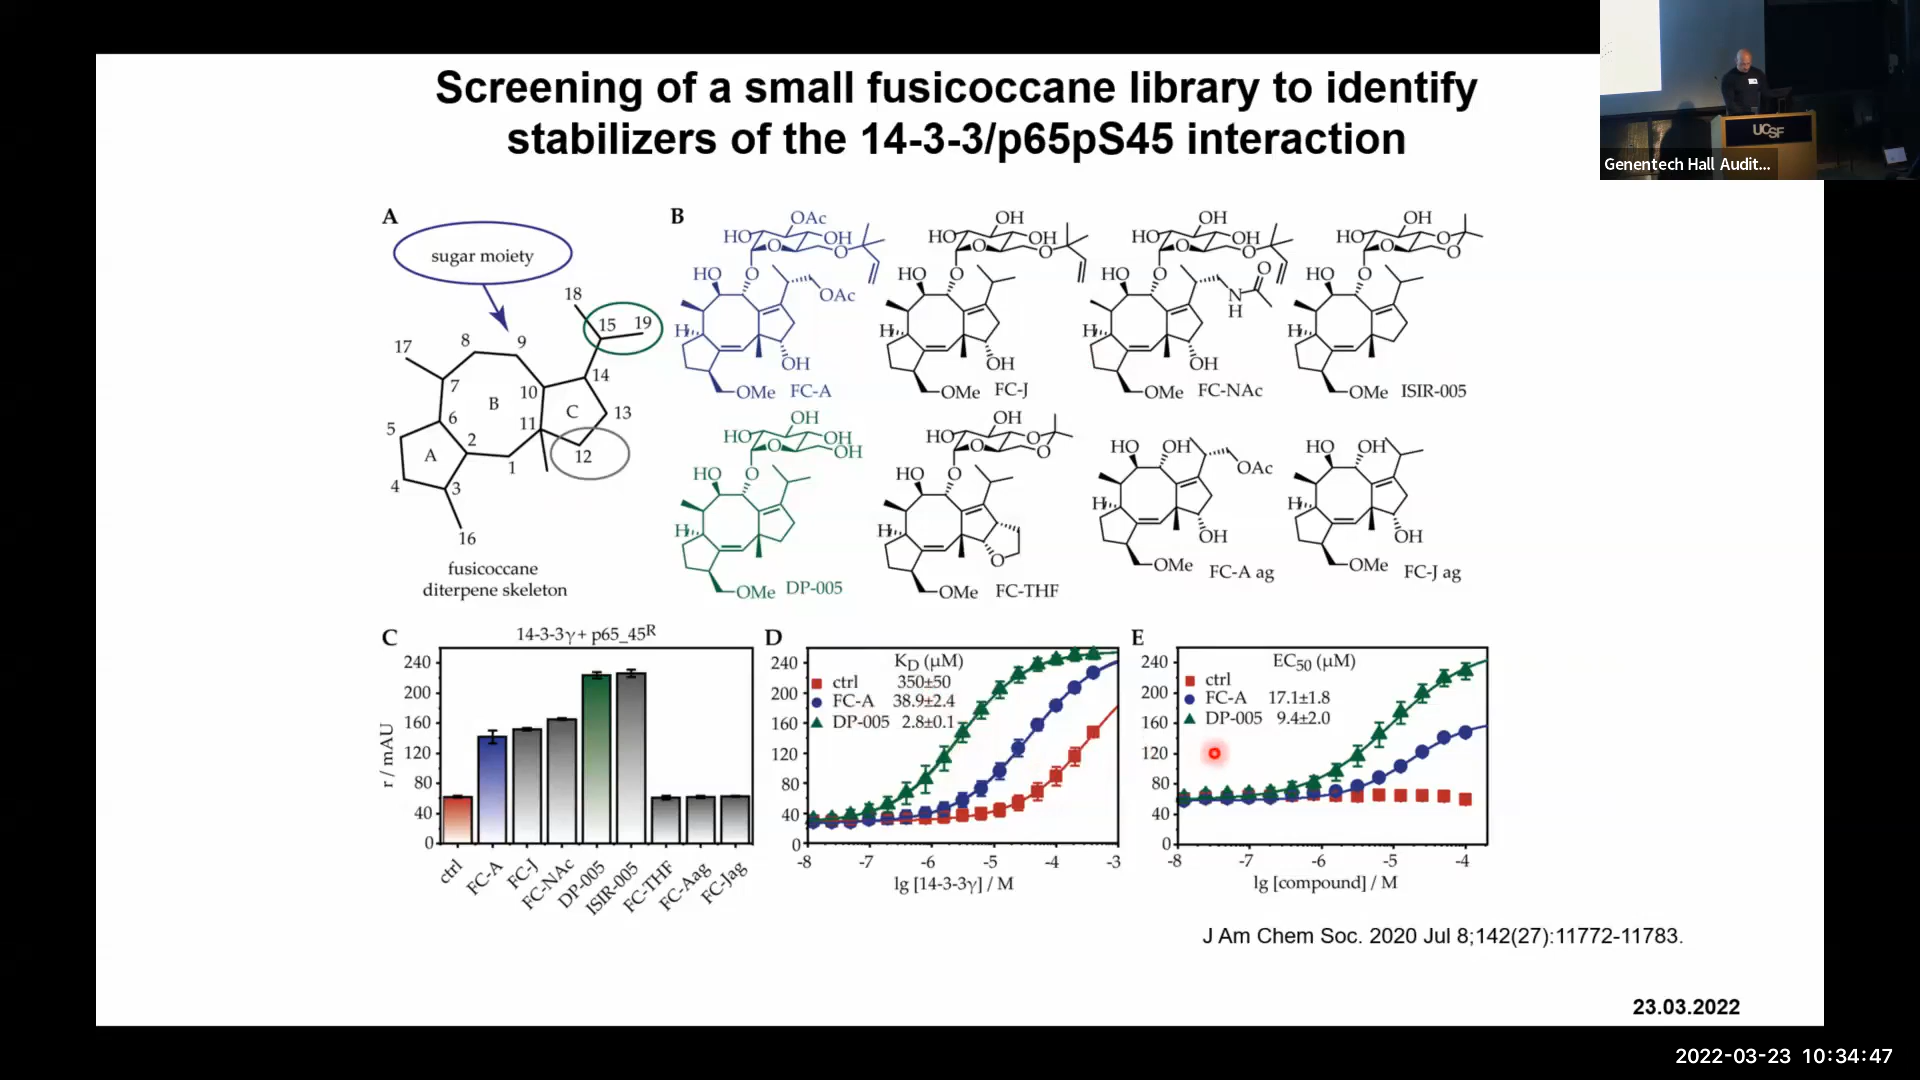 Screening of a small fusicoccane library to identify
stabilizers of the 14-3-3/p65pS45 interaction
UCSF
Genentech Hall Audit...
A
sugar moiety
18
15 19
17
8
9
7
10
14
B
C
13
5
6
11
2
A
12
1
4
3
16
fusicoccane
diterpene skeleton
B
OAc
HO OH
O O
HO O
OAc
H
OH
OMe FC-A
OH
HO OH
O O
HO O
H
OH
OMe FC-J
OH
HO OH
O O
HO O
O
N
H
H
OH
OMe FC-NAc
OH
HO O
O O
HO O
H
OMe ISIR-005
OH
HO OH
O OH
HO O
H
OMe DP-005
OH
HO O
O O
HO O
H
O
OMe FC-THF
HO OH
OAc
H
OH
OMe FC-A ag
HO OH
H
OH
OMe FC-J ag
C
14-3-3γ + p65_45R
r / mAU
240
200
160
120
80
40
0
ctrl FC-A FC-J FC-NAc DP-005 ISIR-005 FC-THF FC-Aag FC-Jag
D
KD (μM)
ctrl 350±50
FC-A 38.9±2.4
DP-005 2.8±0.1
240
200
160
120
80
40
0
-8 -7 -6 -5 -4 -3
lg [14-3-3γ] / M
E
EC50 (μM)
ctrl
FC-A 17.1±1.8
DP-005 9.4±2.0
240
200
160
120
80
40
0
-8 -7 -6 -5 -4
lg [compound] / M
J Am Chem Soc. 2020 Jul 8;142(27):11772-11783.
23.03.2022
2022-03-23 10:34:47